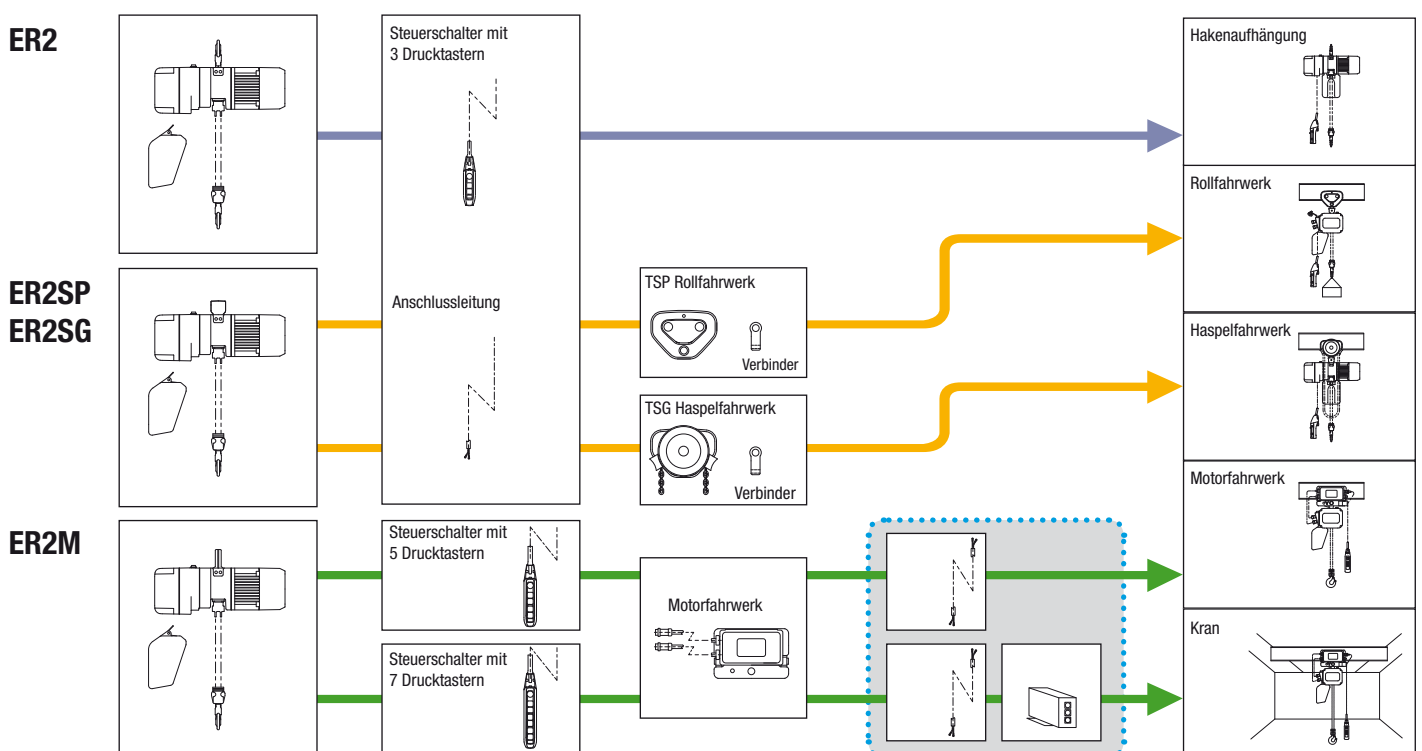 ER2
Steuerschalter mit
3 Drucktastern
Hakenaufhängung
Rollfahrwerk
ER2SP
ER2SG
Anschlussleitung
TSP Rollfahrwerk
Verbinder
Haspelfahrwerk
TSG Haspelfahrwerk
Verbinder
Motorfahrwerk
ER2M
Steuerschalter mit
5 Drucktastern
Motorfahrwerk
Kran
Steuerschalter mit
7 Drucktastern